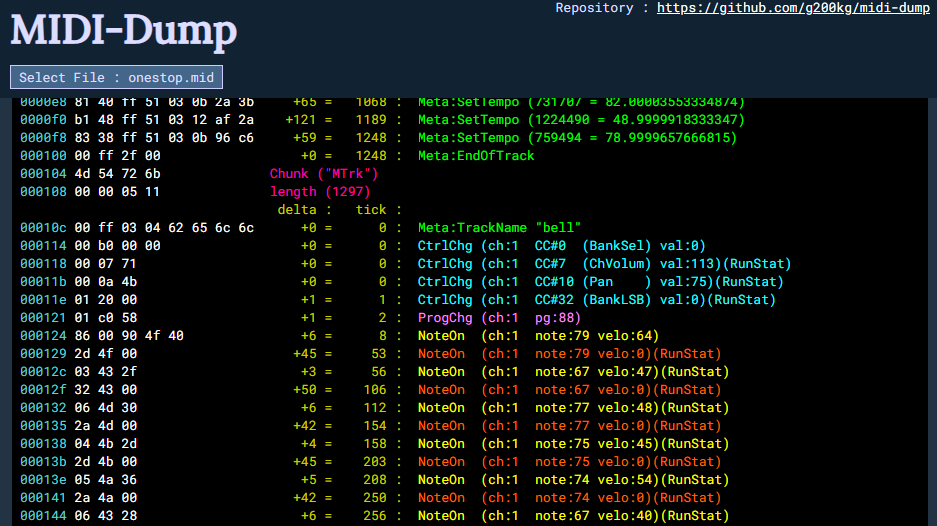 Repository : https://github.com/g200kg/midi-dump
MIDI-Dump
Select File : onestop.mid
0000e8 81 40 ff 51 03 0b 2a 3b +65 = 1068 : Meta:SetTempo (731707 = 82.00003553334874)
0000f0 b1 48 ff 51 03 12 af 2a +121 = 1189 : Meta:SetTempo (1224490 = 48.9999918333347)
0000f8 83 38 ff 51 03 0b 96 c6 +59 = 1248 : Meta:SetTempo (759494 = 78.9999657666815)
000100 00 ff 2f 00 +0 = 1248 : Meta:EndOfTrack
000104 4d 54 72 6b Chunk ("MTrk")
000108 00 00 05 11 length (1297)
delta : tick :
00010c 00 ff 03 04 62 65 6c 6c +0 = 0 : Meta:TrackName "bell"
000114 00 b0 00 00 +0 = 0 : CtrlChg (ch:1 CC#0 (BankSel) val:0)
000118 00 07 71 +0 = 0 : CtrlChg (ch:1 CC#7 (ChVolum) val:113)(RunStat)
00011b 00 0a 4b +0 = 0 : CtrlChg (ch:1 CC#10 (Pan ) val:75)(RunStat)
00011e 01 20 00 +1 = 1 : CtrlChg (ch:1 CC#32 (BankLSB) val:0)(RunStat)
000121 01 c0 58 +1 = 2 : ProgChg (ch:1 pg:88)
000124 86 00 90 4f 40 +6 = 8 : NoteOn (ch:1 note:79 velo:64)
000129 2d 4f 00 +45 = 53 : NoteOn (ch:1 note:79 velo:0)(RunStat)
00012c 03 43 2f +3 = 56 : NoteOn (ch:1 note:67 velo:47)(RunStat)
00012f 32 43 00 +50 = 106 : NoteOn (ch:1 note:67 velo:0)(RunStat)
000132 06 4d 30 +6 = 112 : NoteOn (ch:1 note:77 velo:48)(RunStat)
000135 2a 4d 00 +42 = 154 : NoteOn (ch:1 note:77 velo:0)(RunStat)
000138 04 4b 2d +4 = 158 : NoteOn (ch:1 note:75 velo:45)(RunStat)
00013b 2d 4b 00 +45 = 203 : NoteOn (ch:1 note:75 velo:0)(RunStat)
00013e 05 4a 36 +5 = 208 : NoteOn (ch:1 note:74 velo:54)(RunStat)
000141 2a 4a 00 +42 = 250 : NoteOn (ch:1 note:74 velo:0)(RunStat)
000144 06 43 28 +6 = 256 : NoteOn (ch:1 note:67 velo:40)(RunStat)